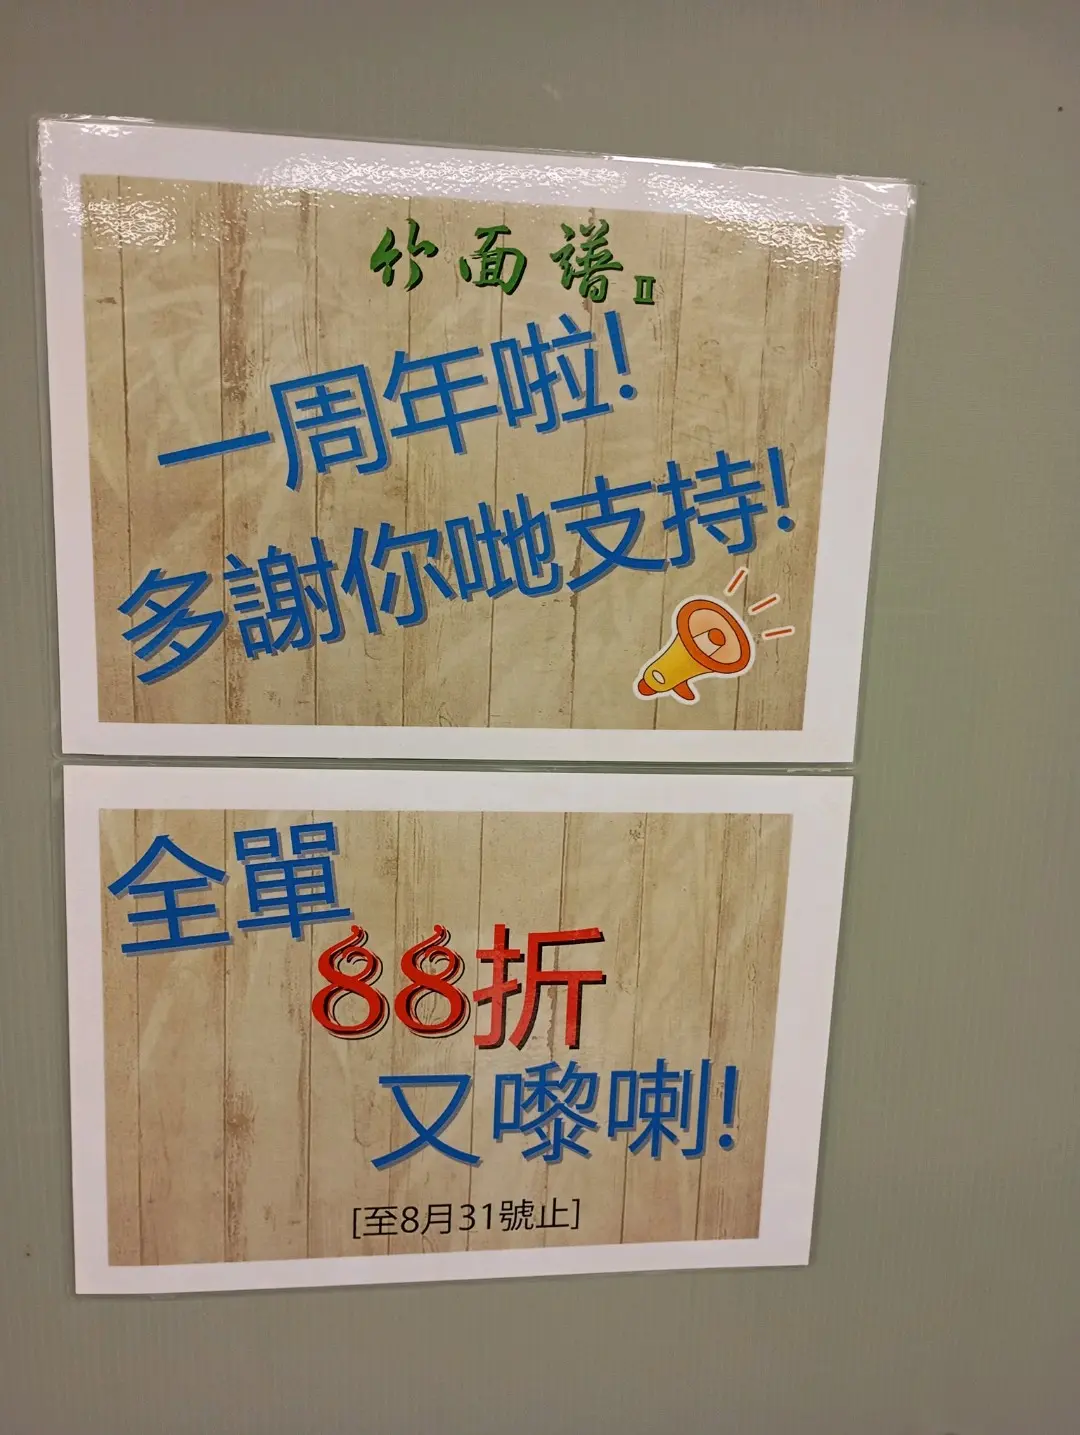 竹面譜II
一周年啦!
多謝你哋支持!
全單
88折
又嚟喇!
[至8月31號止]